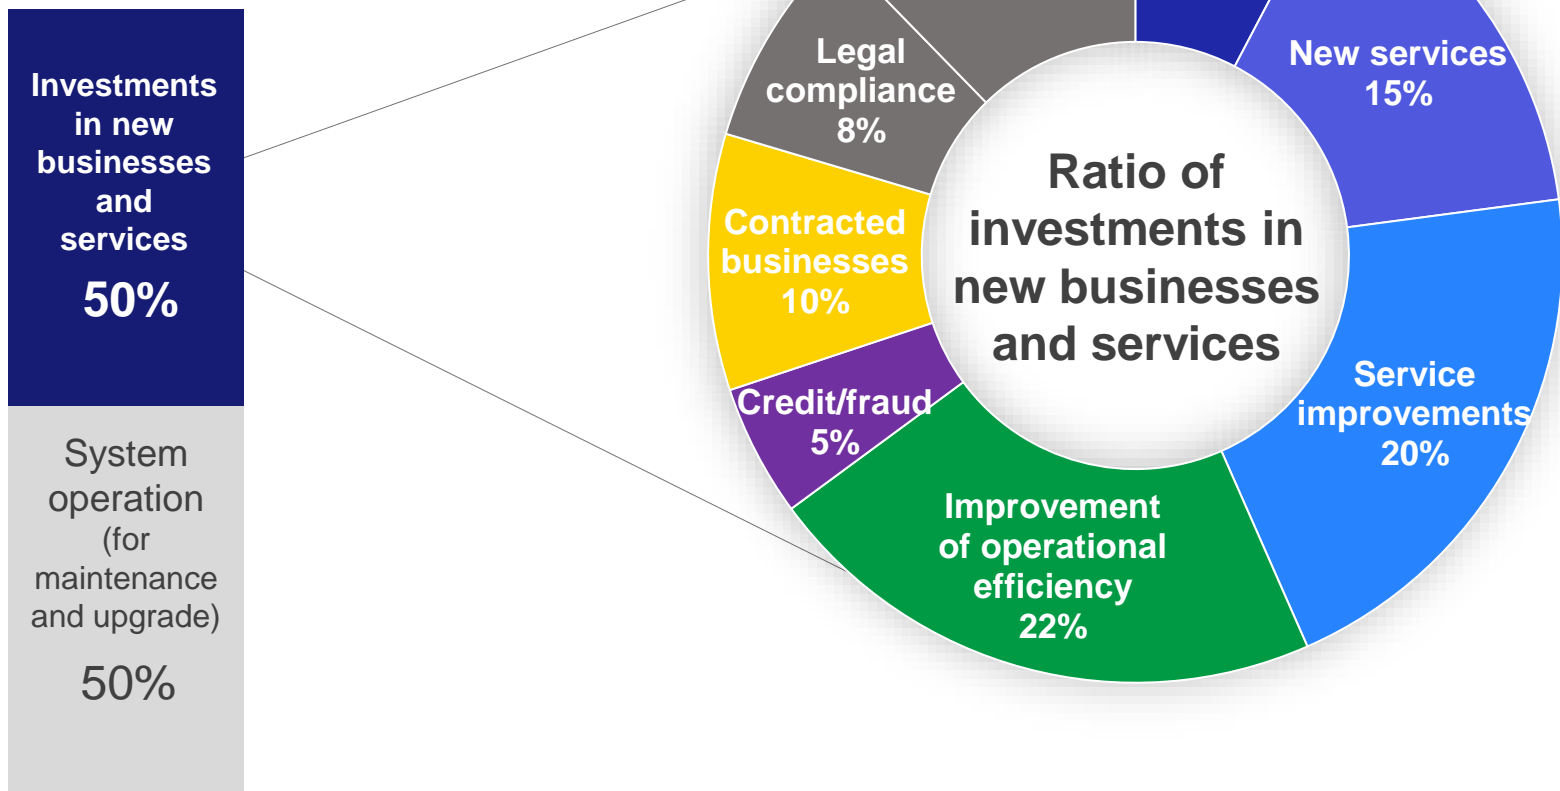 Investments
in new
businesses
and
services
50%
System
operation
(for
maintenance
and upgrade)
50%
Legal
compliance
8%
New services
15%
Contracted
businesses
10%
Ratio of
investments in
new businesses
and services
Service
improvements
20%
Credit/fraud
5%
Improvement
of operational
efficiency
22%